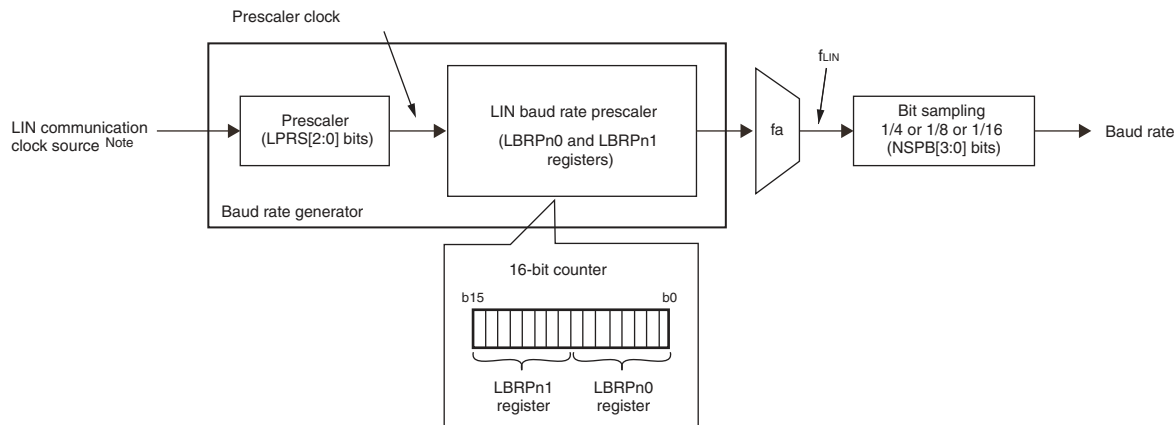 Prescaler clock
LIN communication
clock source Note
Prescaler
(LPRS[2:0] bits)
LIN baud rate prescaler
(LBRPn0 and LBRPn1
registers)
Baud rate generator
fa
fLIN
Bit sampling
1/4 or 1/8 or 1/16
(NSPB[3:0] bits)
Baud rate
16-bit counter
b15
b0
LBRPn1
register
LBRPn0
register